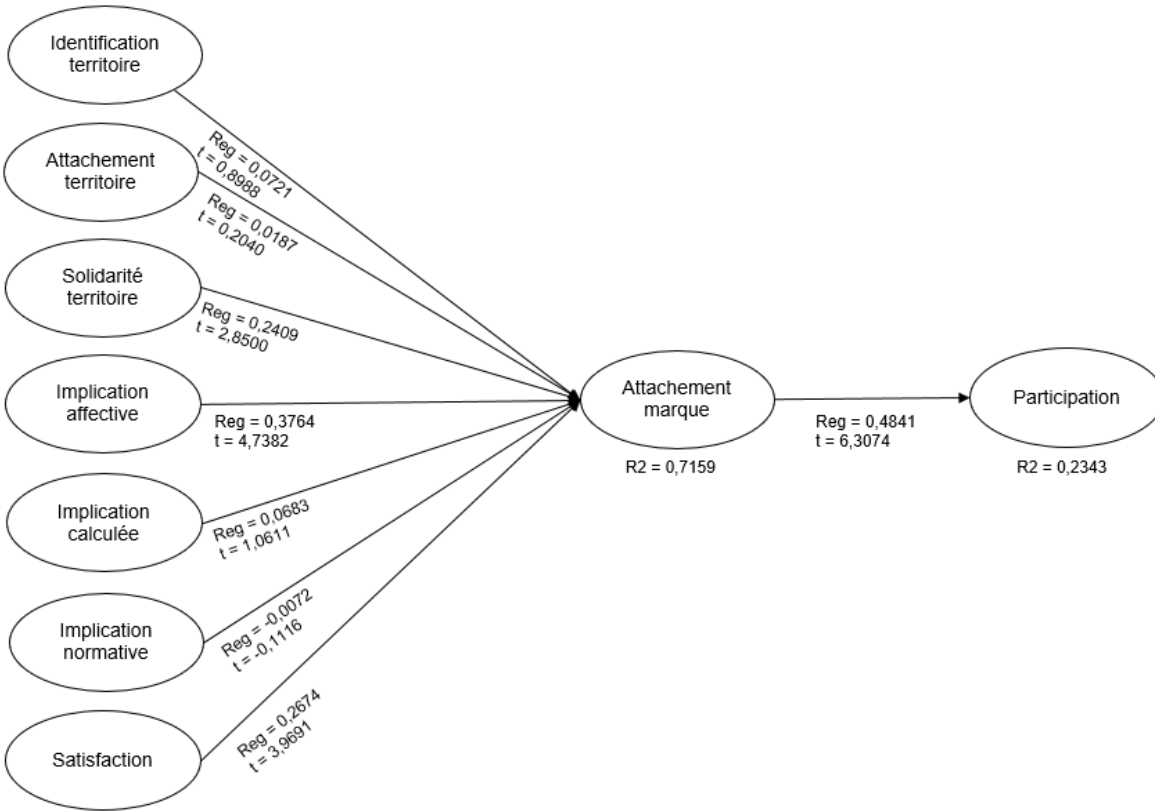 Identification
territoire
Reg = 0,0721
t = 0,8988
Attachement
territoire
Reg = 0,0187
t = 0,2040
Solidarité
territoire
Reg = 0,2409
t = 2,8500
Implication
affective
Reg = 0,3764
t = 4,7382
Implication
calculée
Reg = 0,0683
t = 1,0611
Implication
normative
Reg = -0,0072
t = -0,1116
Satisfaction
Reg = 0,2674
t = 3,9691
Attachement
marque
R2 = 0,7159
Reg = 0,4841
t = 6,3074
Participation
R2 = 0,2343